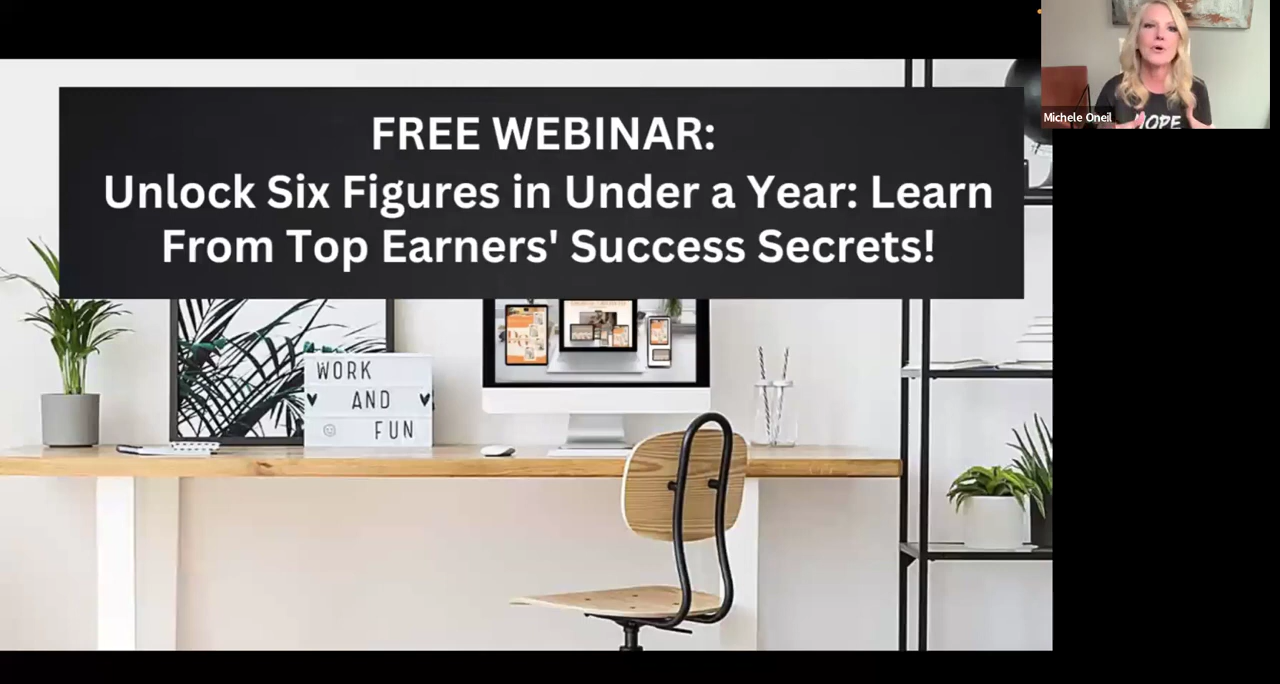 FREE WEBINAR:
Unlock Six Figures in Under a Year: Learn
From Top Earners' Success Secrets!
Michele Oneil
HOPE
WORK
AND
FUN